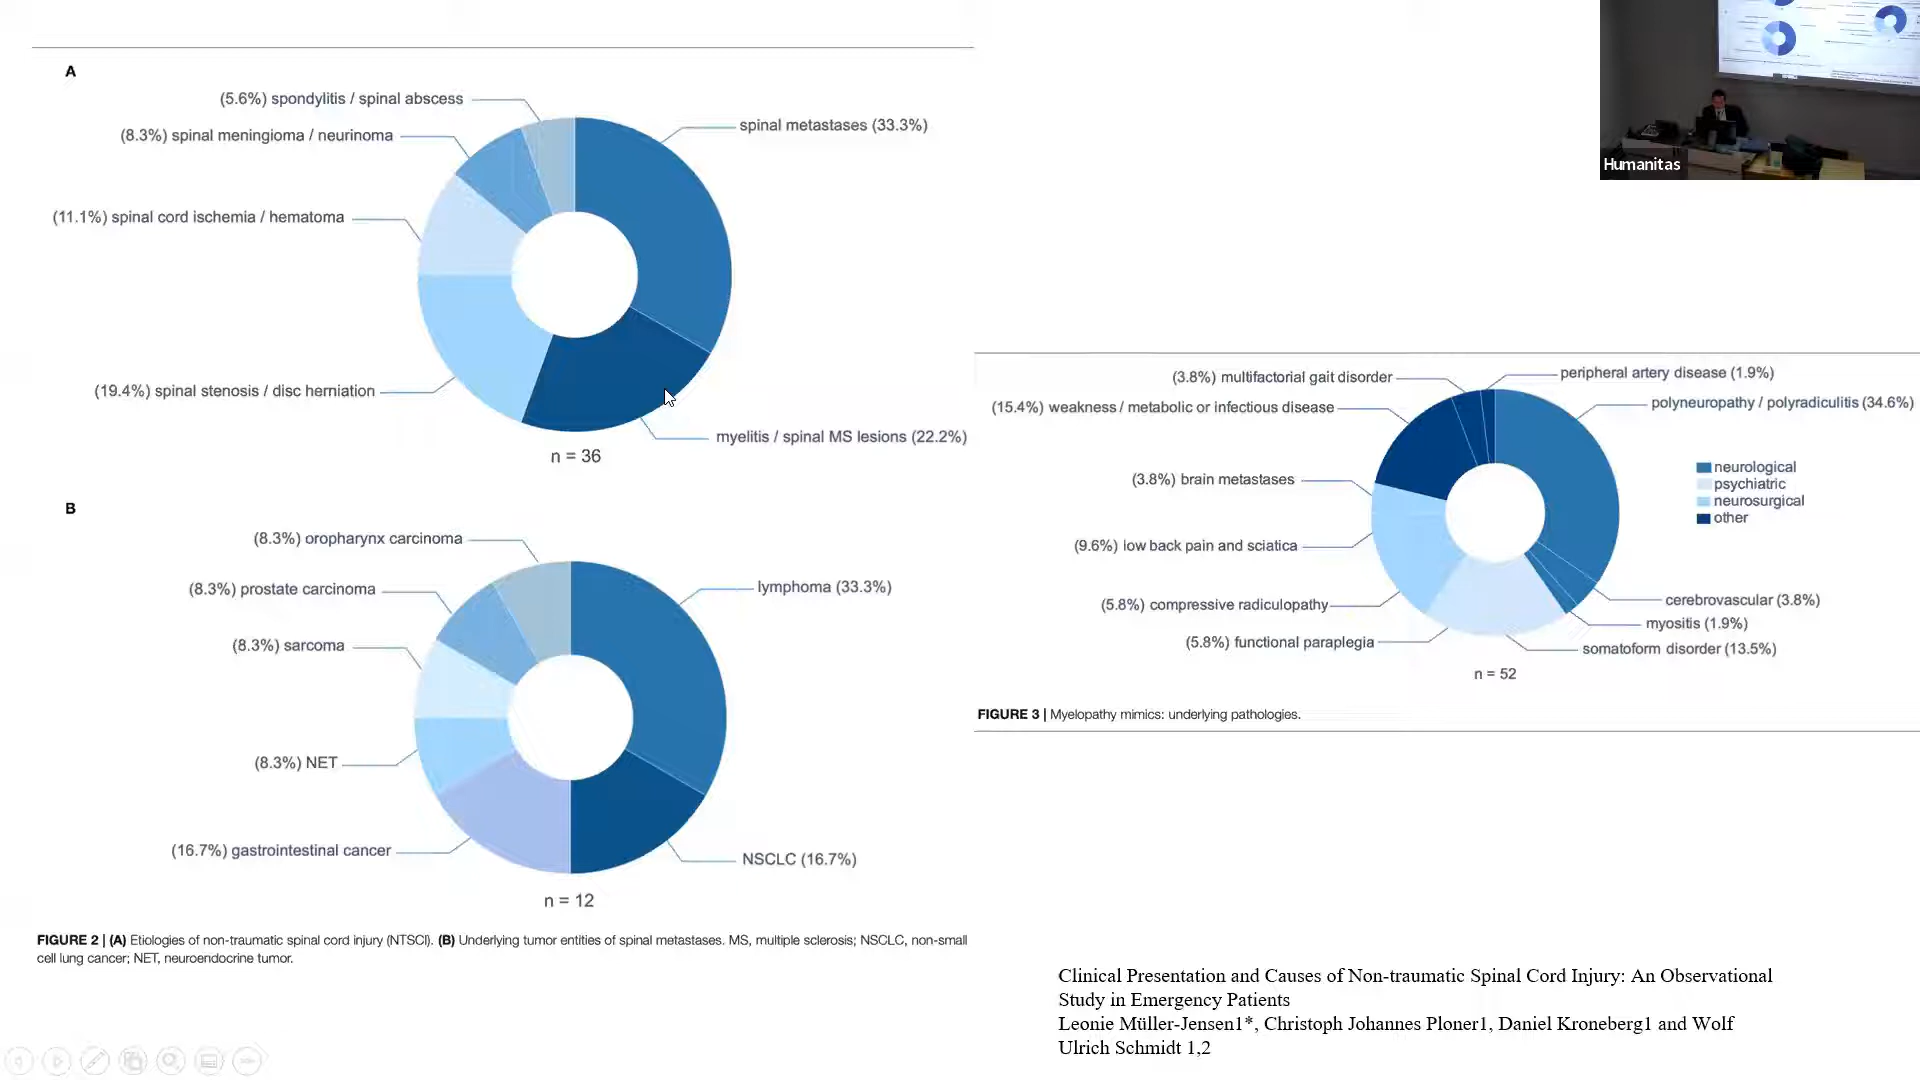 A
(5.6%) spondylitis / spinal abscess
(8.3%) spinal meningioma / neurinoma
(11.1%) spinal cord ischemia / hematoma
(19.4%) spinal stenosis / disc herniation
spinal metastases (33.3%)
myelitis / spinal MS lesions (22.2%)
n = 36
B
(8.3%) oropharynx carcinoma
(8.3%) prostate carcinoma
(8.3%) sarcoma
(8.3%) NET
(16.7%) gastrointestinal cancer
lymphoma (33.3%)
NSCLC (16.7%)
n = 12
FIGURE 2 | (A) Etiologies of non-traumatic spinal cord injury (NTSCI). (B) Underlying tumor entities of spinal metastases. MS, multiple sclerosis; NSCLC, non-small
cell lung cancer; NET, neuroendocrine tumor.
Humanitas
(3.8%) multifactorial gait disorder
(15.4%) weakness / metabolic or infectious disease
(3.8%) brain metastases
(9.6%) low back pain and sciatica
(5.8%) compressive radiculopathy
(5.8%) functional paraplegia
peripheral artery disease (1.9%)
polyneuropathy / polyradiculitis (34.6%)
neurological
psychiatric
neurosurgical
other
cerebrovascular (3.8%)
myositis (1.9%)
somatoform disorder (13.5%)
n = 52
FIGURE 3 | Myelopathy mimics: underlying pathologies.
Clinical Presentation and Causes of Non-traumatic Spinal Cord Injury: An Observational
Study in Emergency Patients
Leonie Müller-Jensen1*, Christoph Johannes Ploner1, Daniel Kroneberg1 and Wolf
Ulrich Schmidt 1,2